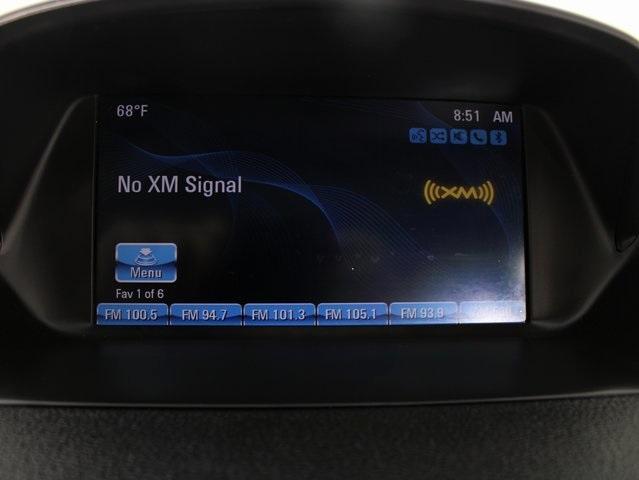 68°F 8:51 AM
No XM Signal
((XM))
Menu
Fav 1 of 6
FM 100.5 FM 94.7 FM 101.3 FM 105.1 FM 93.9